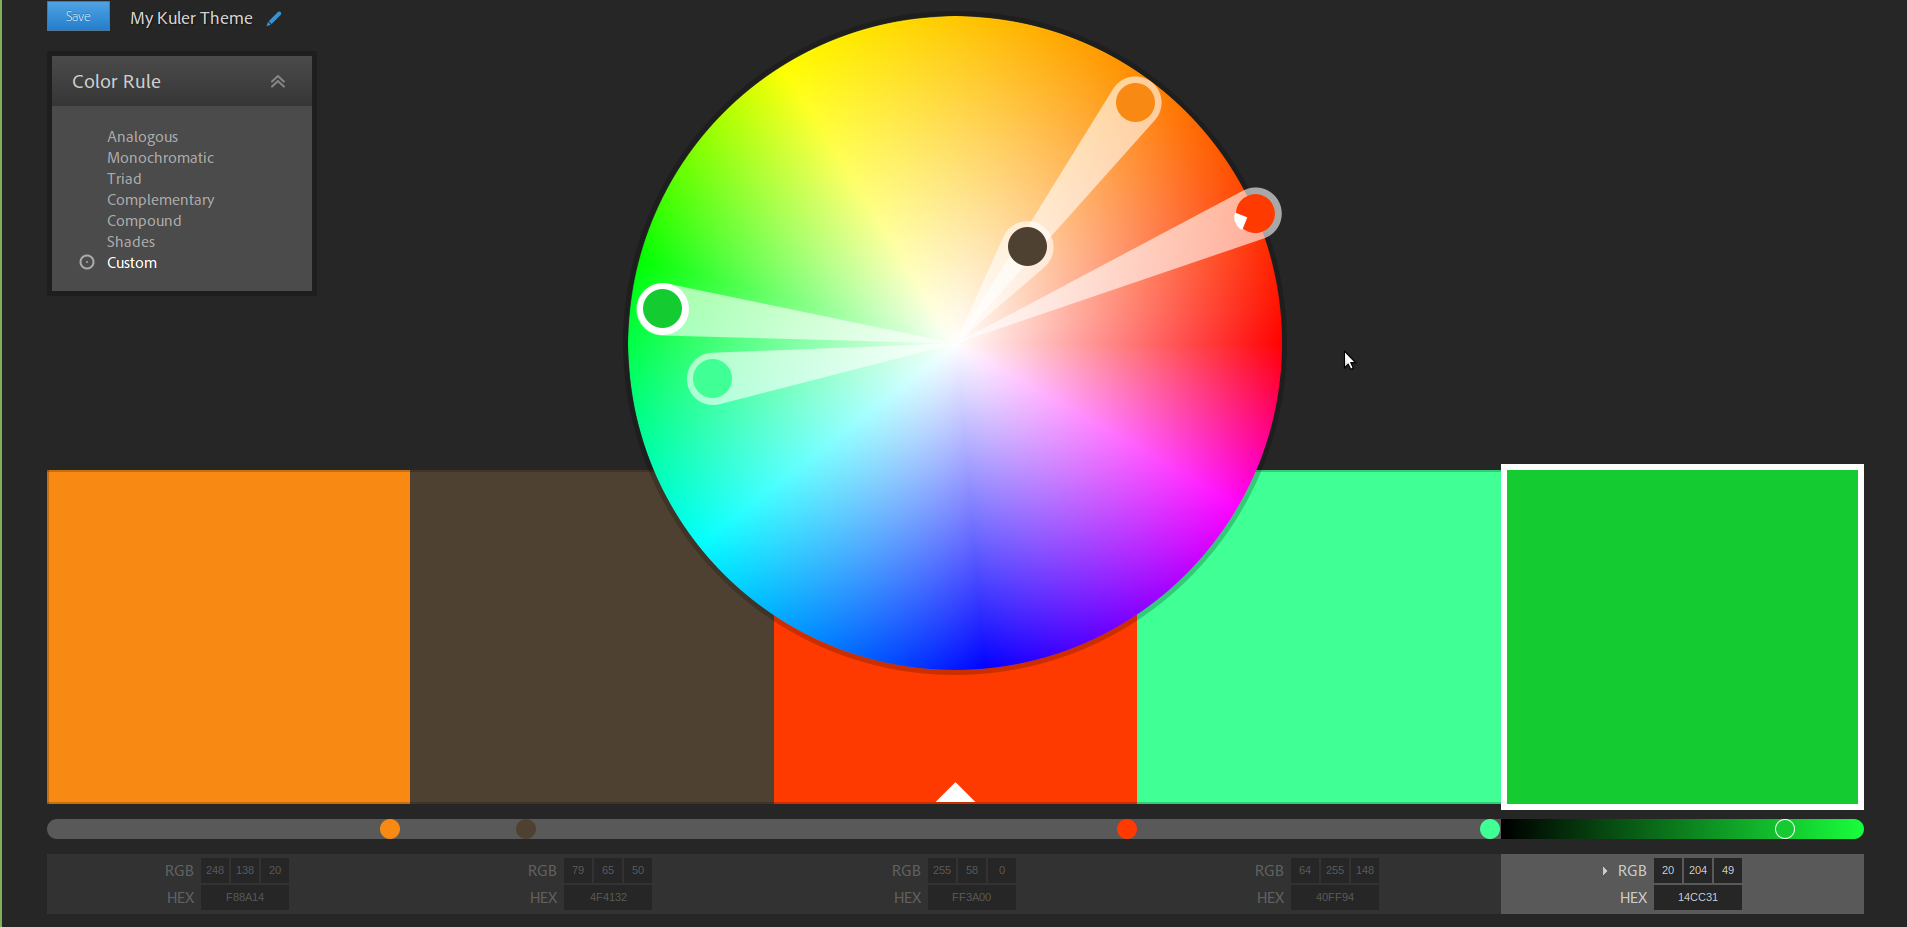 Save My Kuler Theme
Color Rule
Analogous
Monochromatic
Triad
Complementary
Compound
Shades
Custom
RGB 248 138 20 RGB 79 65 50 RGB 255 58 0 RGB 64 255 148 RGB 20 204 49
HEX F88A14 HEX 4F4132 HEX FF3A00 HEX 40FF94 HEX 14CC31